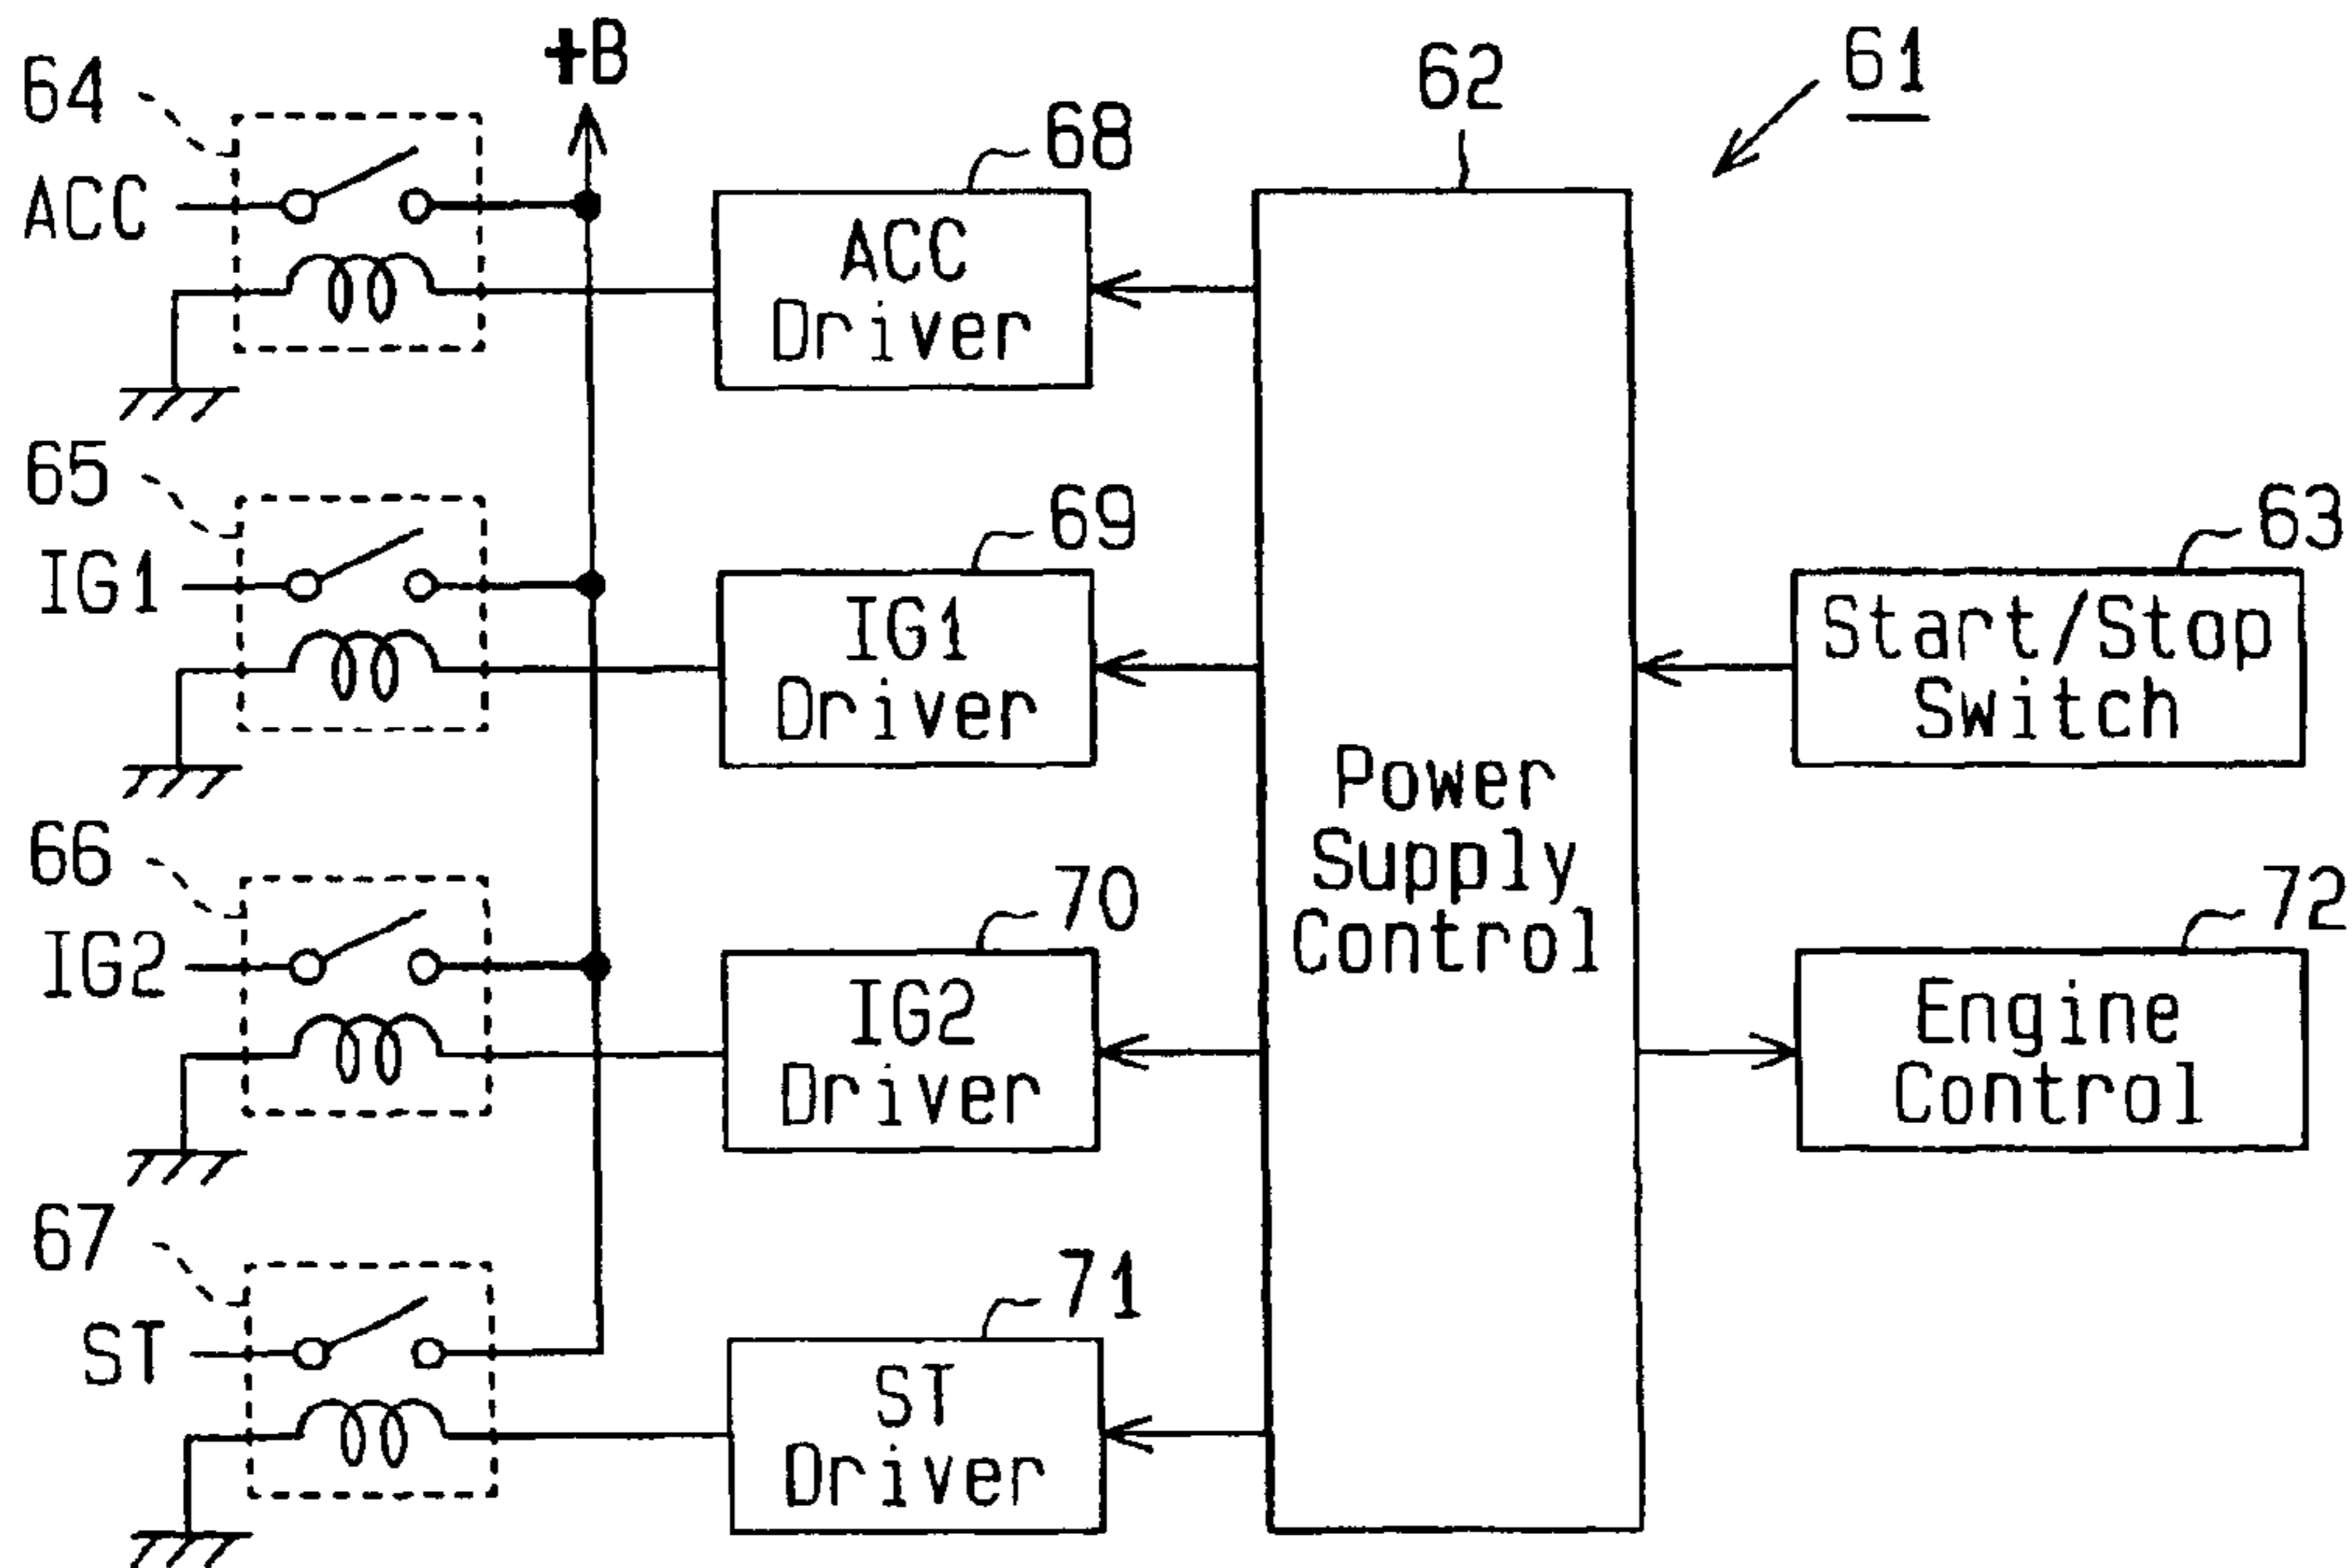 +B
61
64
ACC
68
ACC
Driver
62
65
IG1
69
IG1
Driver
63
Start/Stop
Switch
Power
Supply
Control
66
IG2
70
IG2
Driver
72
Engine
Control
67
ST
71
ST
Driver